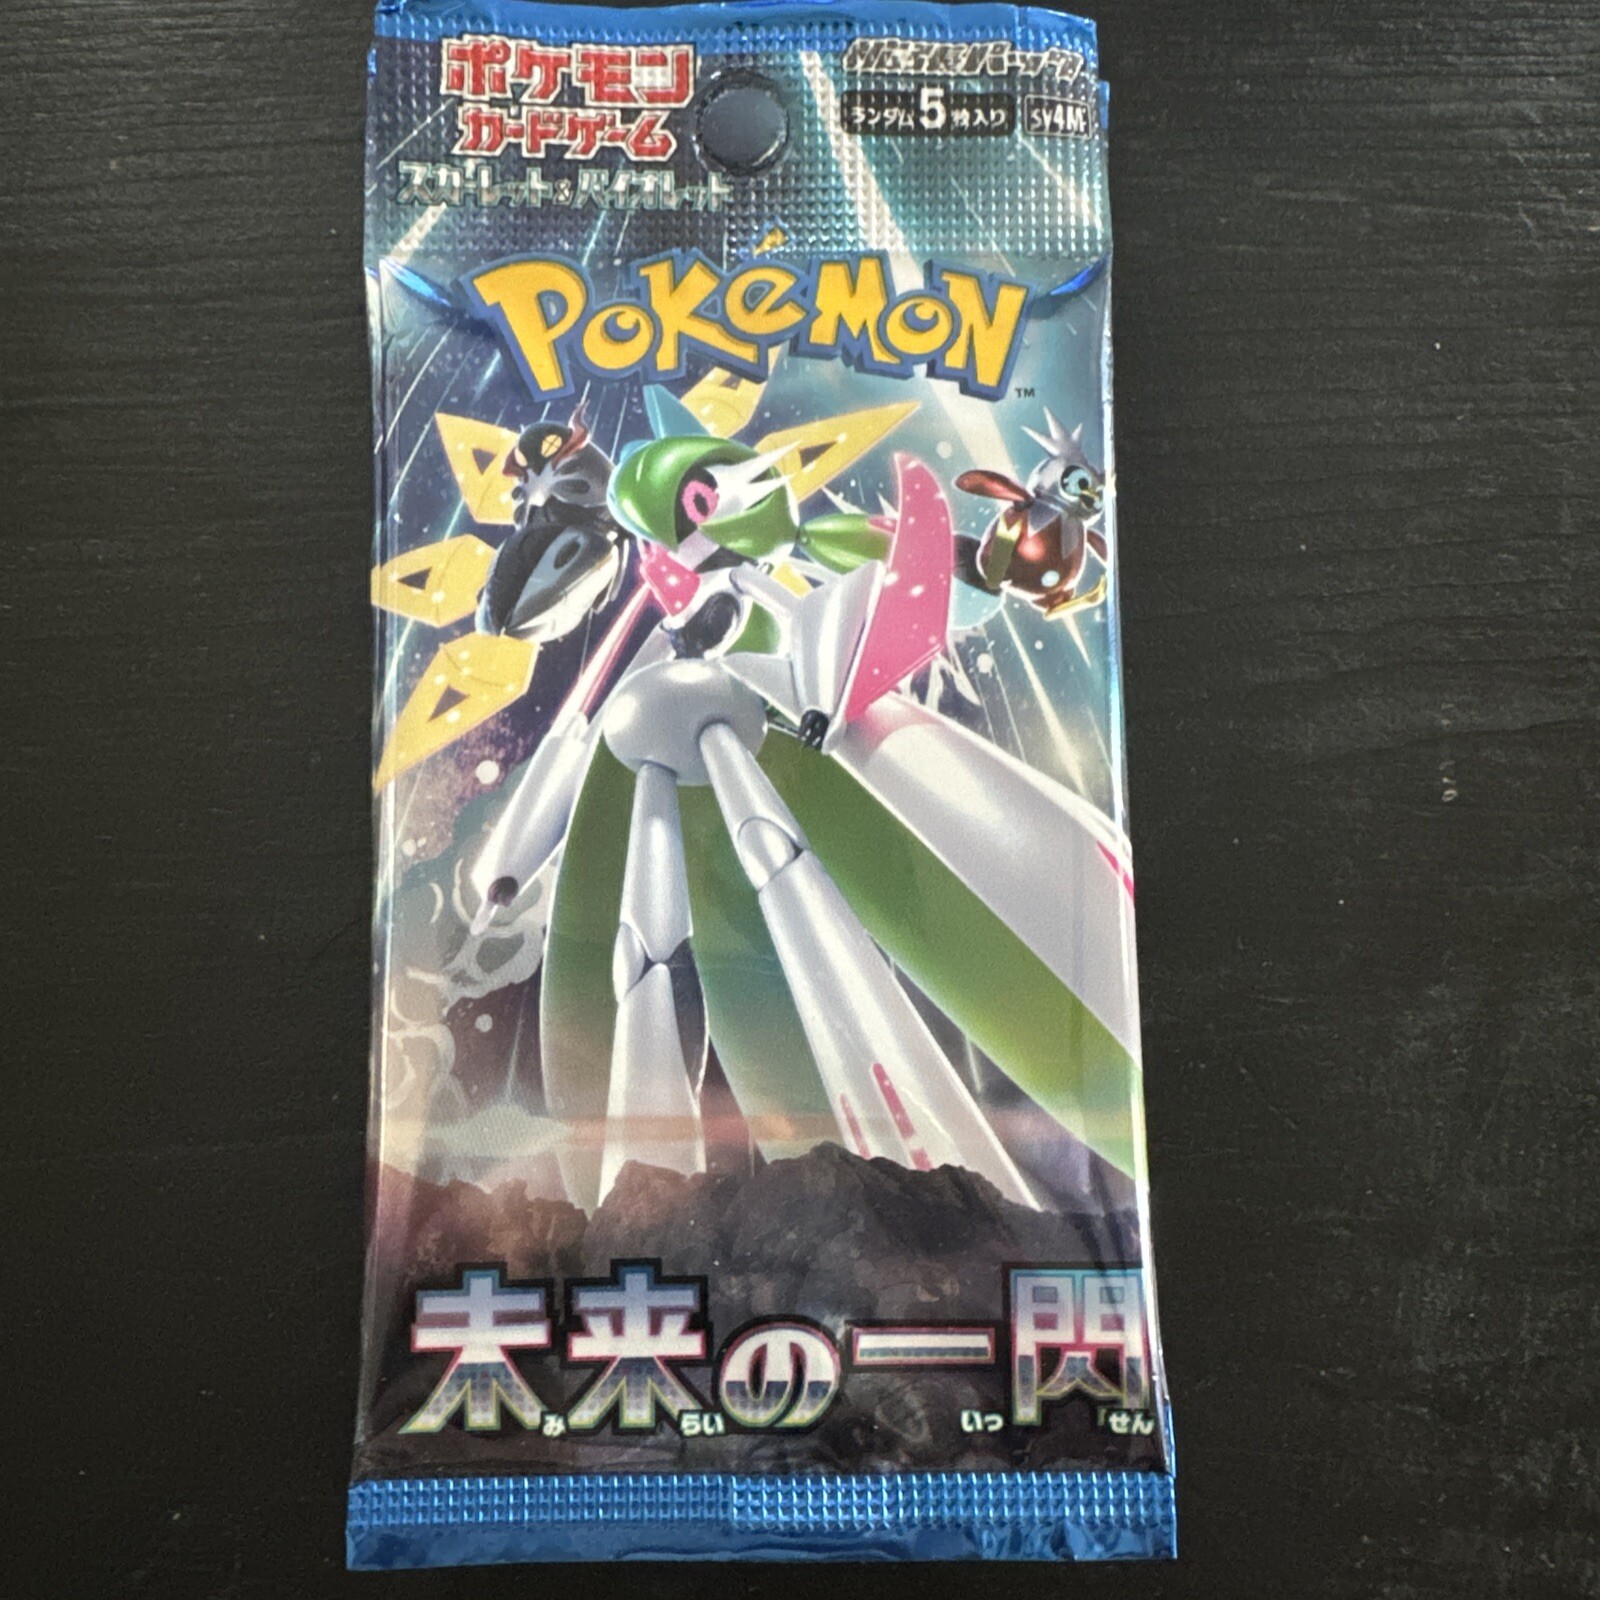 ポケモン
カードゲーム
スカーレット&バイオレット
拡張パック
ランダム5枚入り
SV4M
POKéMON
TM
未来の一閃
み らい いっ せん